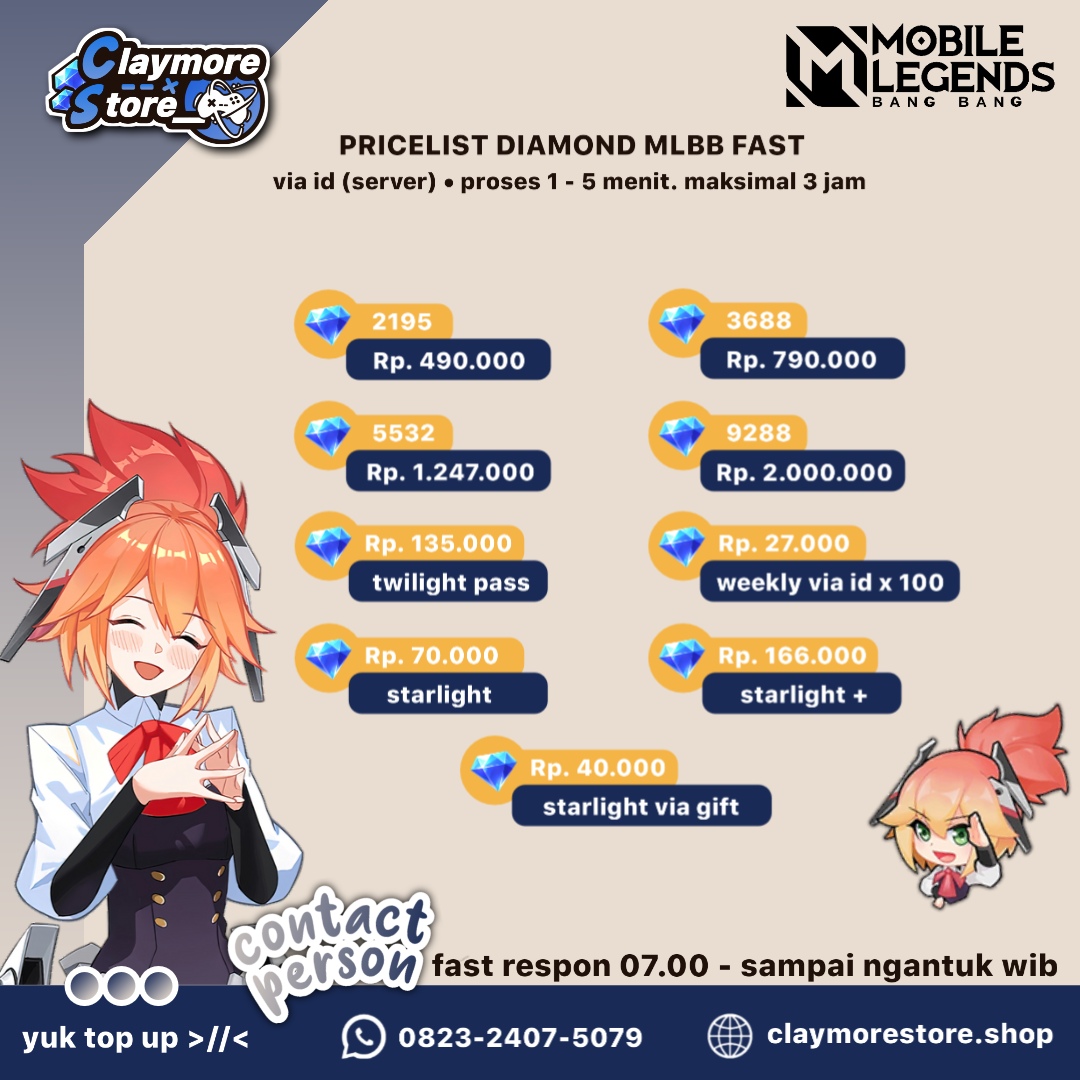 Claymore
Store_
MOBILE
LEGENDS
BANG BANG
PRICELIST DIAMOND MLBB FAST
via id (server) • proses 1 - 5 menit. maksimal 3 jam
2195
Rp. 490.000
3688
Rp. 790.000
5532
Rp. 1.247.000
9288
Rp. 2.000.000
Rp. 135.000
twilight pass
Rp. 27.000
weekly via id x 100
Rp. 70.000
starlight
Rp. 166.000
starlight +
Rp. 40.000
starlight via gift
contact
person
fast respon 07.00 - sampai ngantuk wib
yuk top up >//<
0823-2407-5079
claymorestore.shop